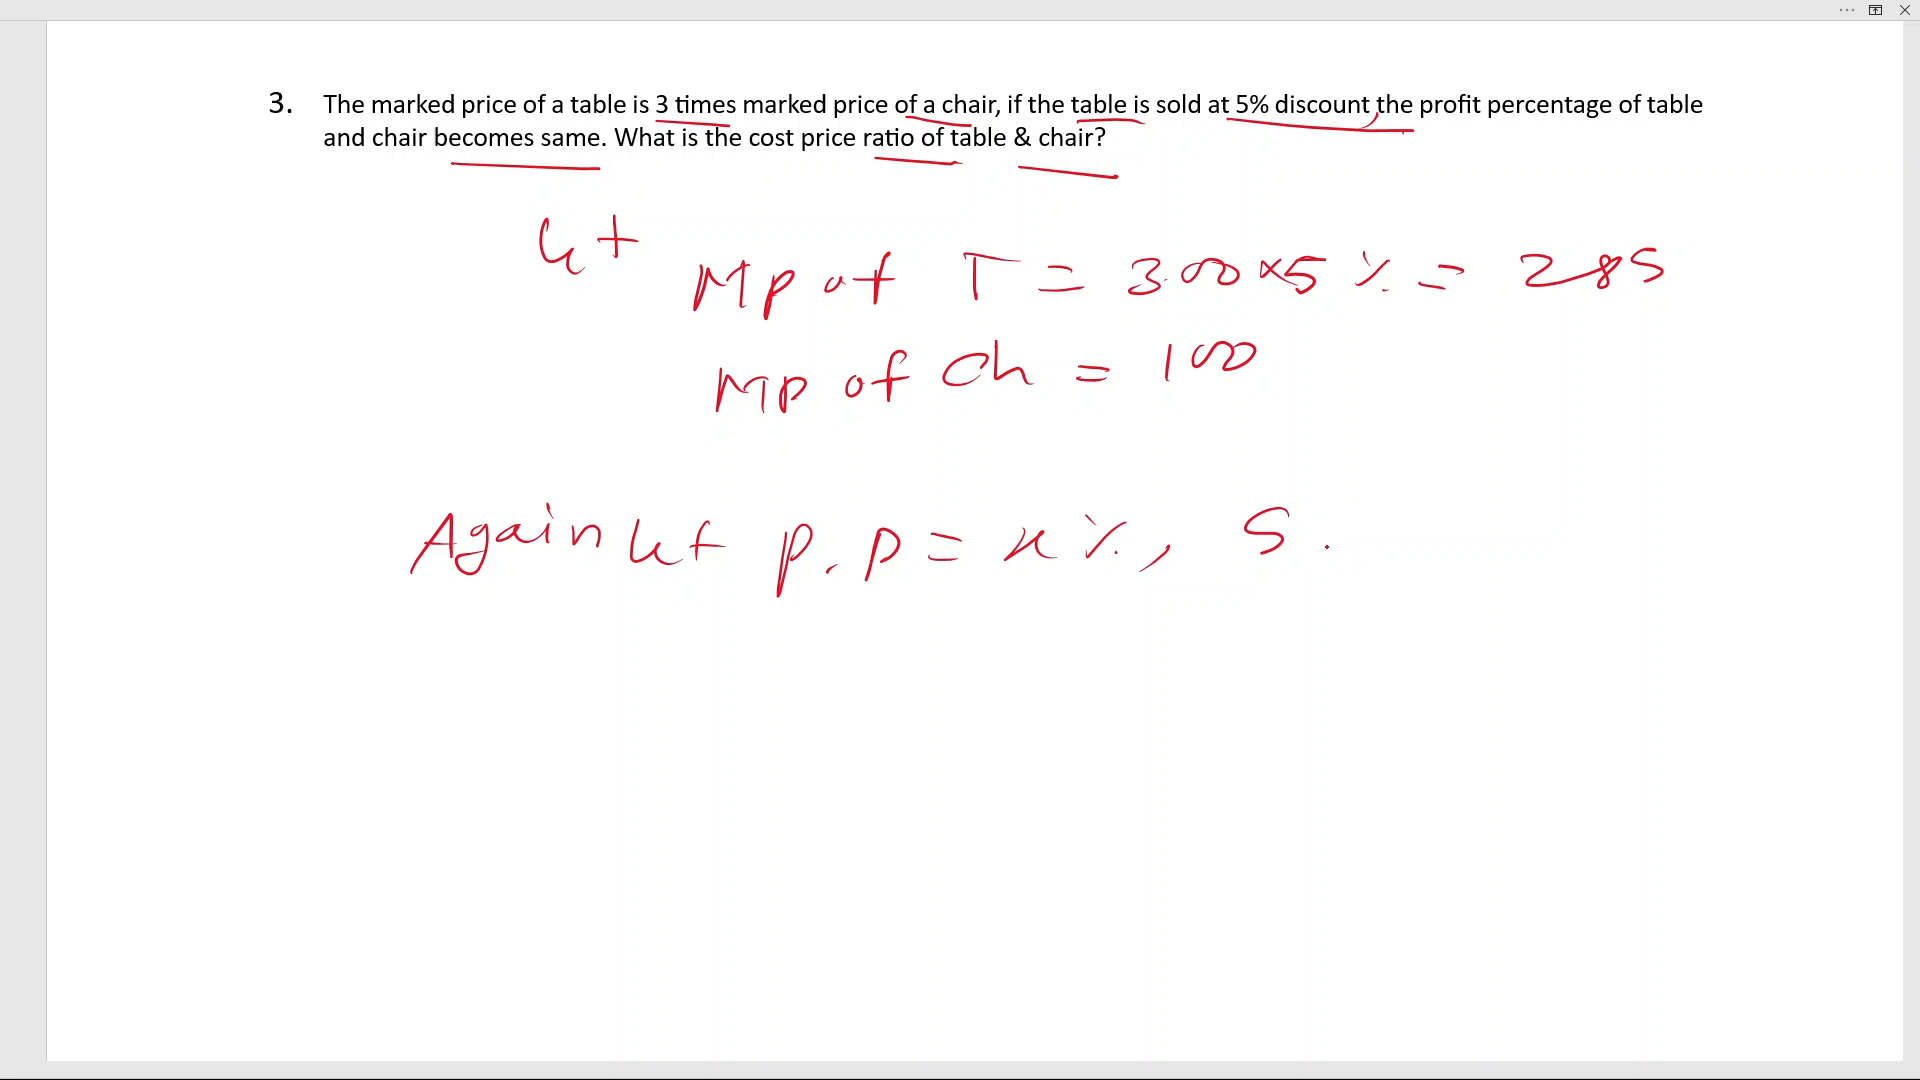 3. The marked price of a table is 3 times marked price of a chair, if the table is sold at 5% discount the profit percentage of table
and chair becomes same. What is the cost price ratio of table & chair?
let
Mp of T = 300 × 5 % = 285
Mp of Ch = 100
Again let p.p = x %, S.